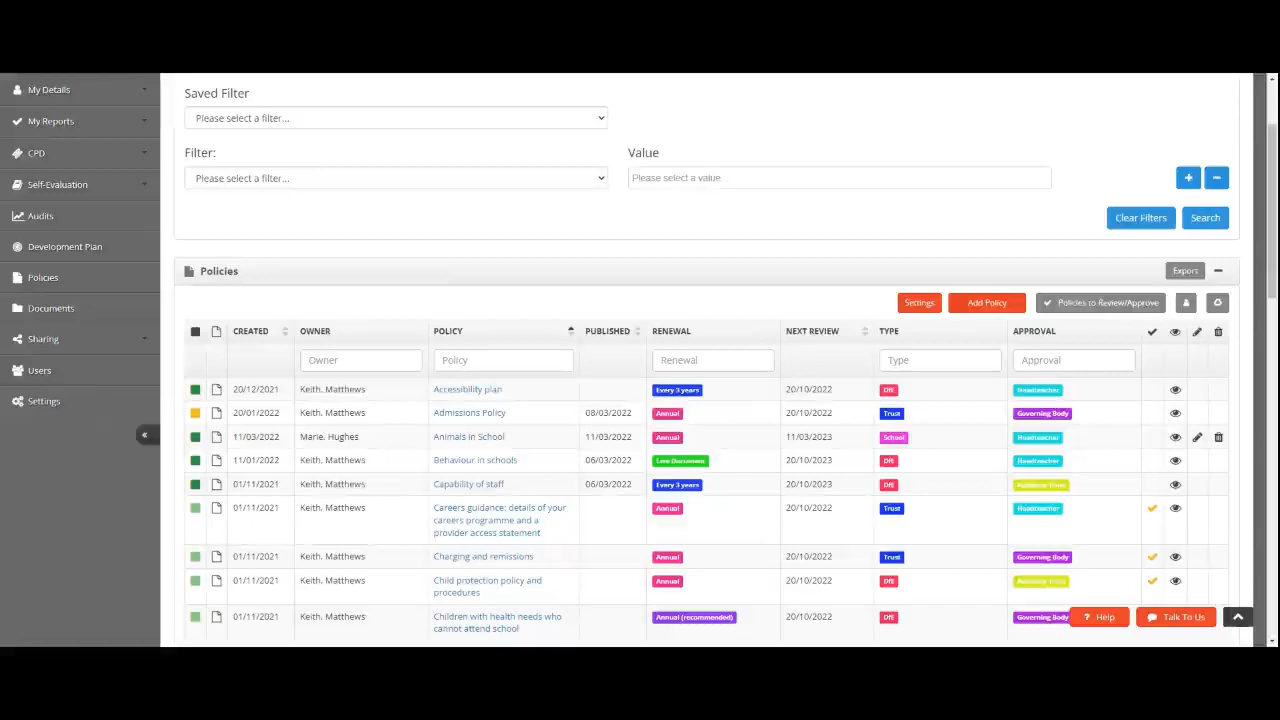 My Details
My Reports
CPD
Self-Evaluation
Audits
Development Plan
Policies
Documents
Sharing
Users
Settings
«
Saved Filter
Please select a filter...
Filter: Value
Please select a filter... Please select a value...
+ −
Clear Filters Search
Policies Export
Settings Add Policy Policies to Review/Approve
CREATED OWNER POLICY PUBLISHED RENEWAL NEXT REVIEW TYPE APPROVAL
Owner Policy Renewal Type Approval
20/12/2021 Keith. Matthews Accessibility plan Every 3 years 20/10/2022 DfE Headteacher
20/01/2022 Keith. Matthews Admissions Policy 08/03/2022 Annual 20/10/2022 Trust Governing Body
11/03/2022 Marie. Hughes Animals in School 11/03/2022 Annual 11/03/2023 School Headteacher
11/01/2022 Keith. Matthews Behaviour in schools 06/03/2022 Live Document 20/10/2023 DfE Headteacher
01/11/2021 Keith. Matthews Capability of staff 06/03/2022 Every 3 years 20/10/2023 DfE
01/11/2021 Keith. Matthews Careers guidance: details of your Annual 20/10/2022 Trust Headteacher
careers programme and a
provider access statement
01/11/2021 Keith. Matthews Charging and remissions Annual 20/10/2022 Trust Governing Body
01/11/2021 Keith. Matthews Child protection policy and Annual 20/10/2022 DfE
procedures
01/11/2021 Keith. Matthews Children with health needs who Annual (recommended) 20/10/2022 DfE Governing Body
cannot attend school
? Help Talk To Us